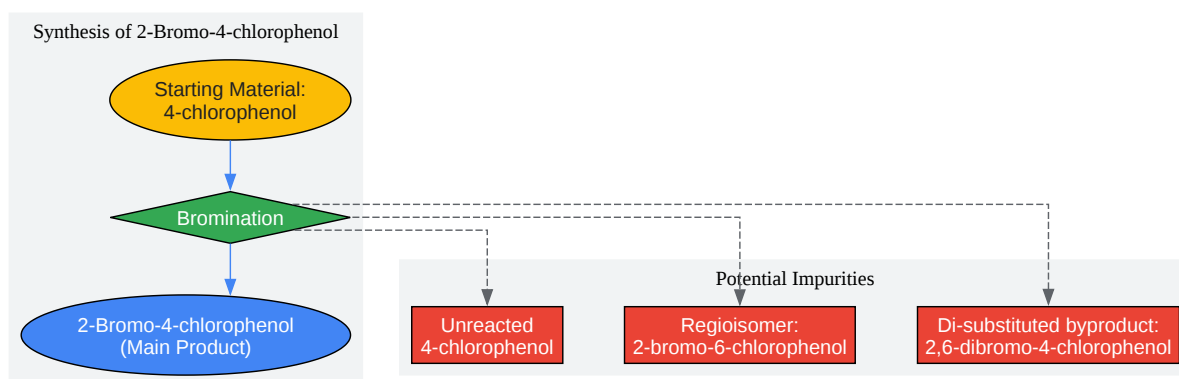 Synthesis of 2-Bromo-4-chlorophenol
Starting Material:
4-chlorophenol
Bromination
2-Bromo-4-chlorophenol
(Main Product)
Potential Impurities
Unreacted
4-chlorophenol
Regioisomer:
2-bromo-6-chlorophenol
Di-substituted byproduct:
2,6-dibromo-4-chlorophenol